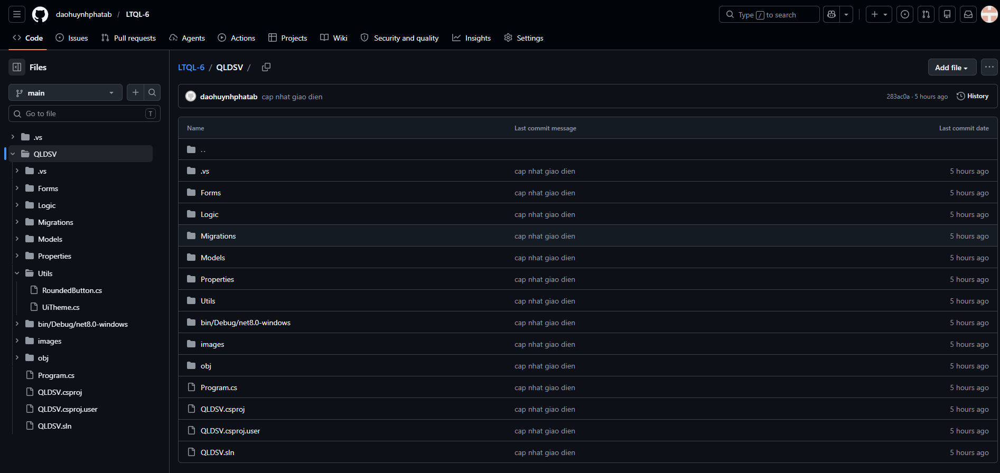 daohuynhphatab / LTQL-6
Type / to search
Code Issues Pull requests Agents Actions Projects Wiki Security and quality Insights Settings
Files
main
Go to file T
.vs
QLDSV
.vs
Forms
Logic
Migrations
Models
Properties
Utils
RoundedButton.cs
UiTheme.cs
bin/Debug/net8.0-windows
images
obj
Program.cs
QLDSV.csproj
QLDSV.csproj.user
QLDSV.sln
LTQL-6 / QLDSV /
Add file
daohuynhphatab cap nhat giao dien 283ac0a · 5 hours ago History
Name Last commit message Last commit date
..
.vs cap nhat giao dien 5 hours ago
Forms cap nhat giao dien 5 hours ago
Logic cap nhat giao dien 5 hours ago
Migrations cap nhat giao dien 5 hours ago
Models cap nhat giao dien 5 hours ago
Properties cap nhat giao dien 5 hours ago
Utils cap nhat giao dien 5 hours ago
bin/Debug/net8.0-windows cap nhat giao dien 5 hours ago
images cap nhat giao dien 5 hours ago
obj cap nhat giao dien 5 hours ago
Program.cs cap nhat giao dien 5 hours ago
QLDSV.csproj cap nhat giao dien 5 hours ago
QLDSV.csproj.user cap nhat giao dien 5 hours ago
QLDSV.sln cap nhat giao dien 5 hours ago